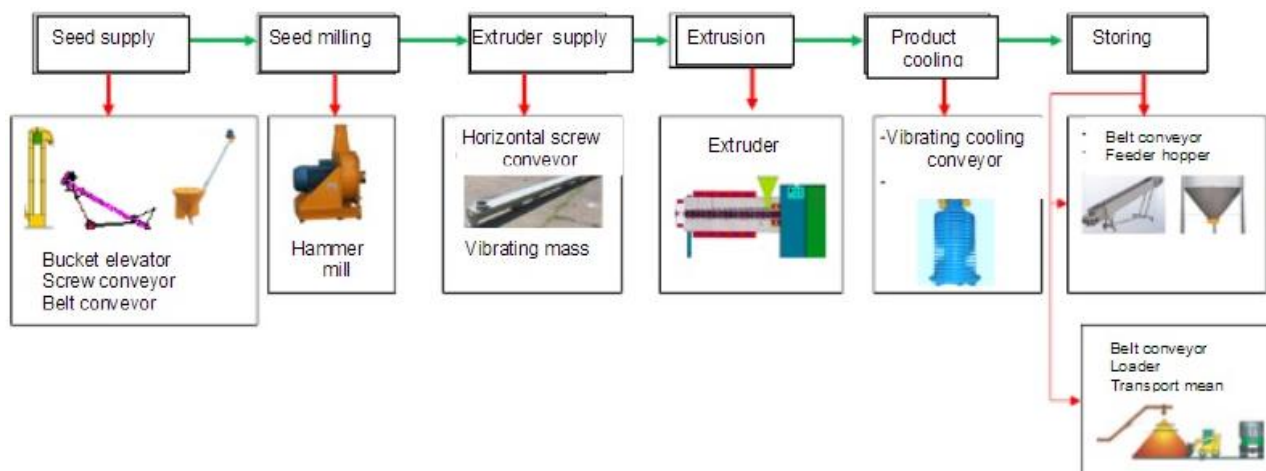 Seed supply
Seed milling
Extruder supply
Extrusion
Product
cooling
Storing
Bucket elevator
Screw conveyor
Belt conveyor
Hammer
mill
Horizontal screw
conveyor
Vibrating mass
Extruder
-Vibrating cooling
conveyor
-
- Belt conveyor
- Feeder hopper
Belt conveyor
Loader
Transport mean